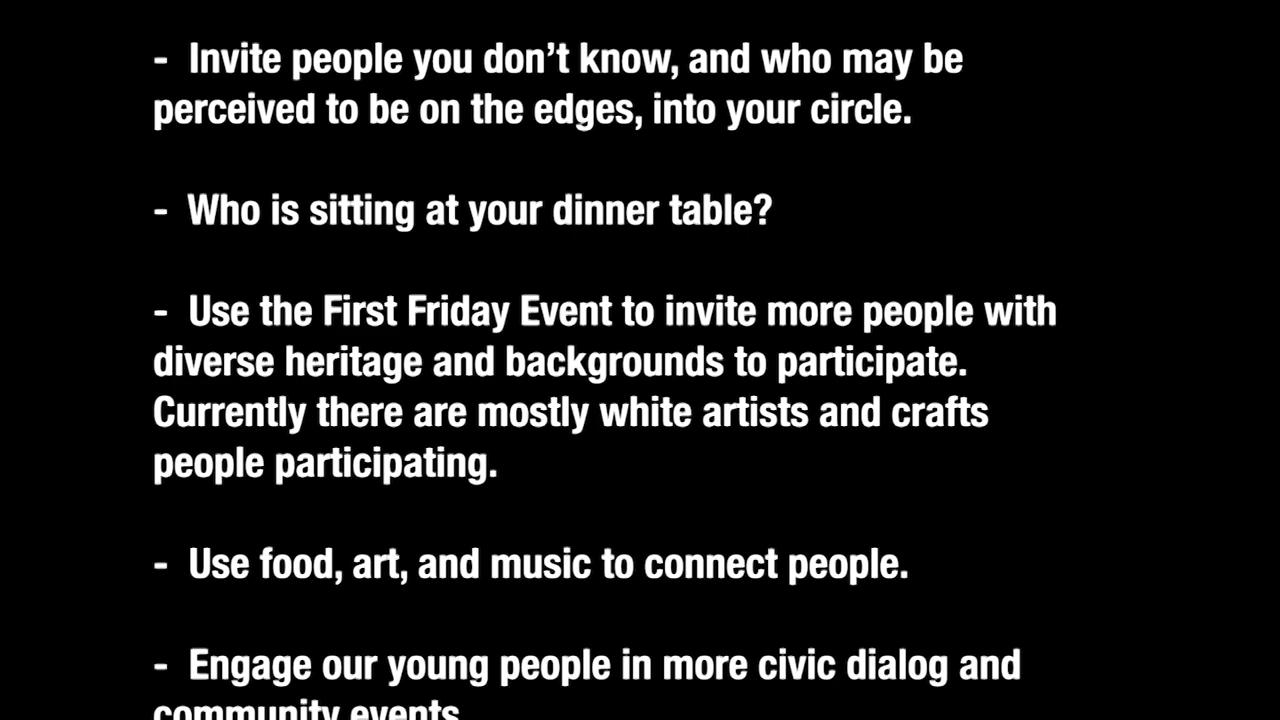 - Invite people you don’t know, and who may be
perceived to be on the edges, into your circle.
- Who is sitting at your dinner table?
- Use the First Friday Event to invite more people with
diverse heritage and backgrounds to participate.
Currently there are mostly white artists and crafts
people participating.
- Use food, art, and music to connect people.
- Engage our young people in more civic dialog and
community events